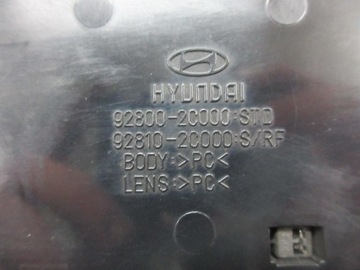 HYUNDAI
92800-2C000:STD
92810-2C000:S/RF
BODY:>PC<
LENS:>PC<